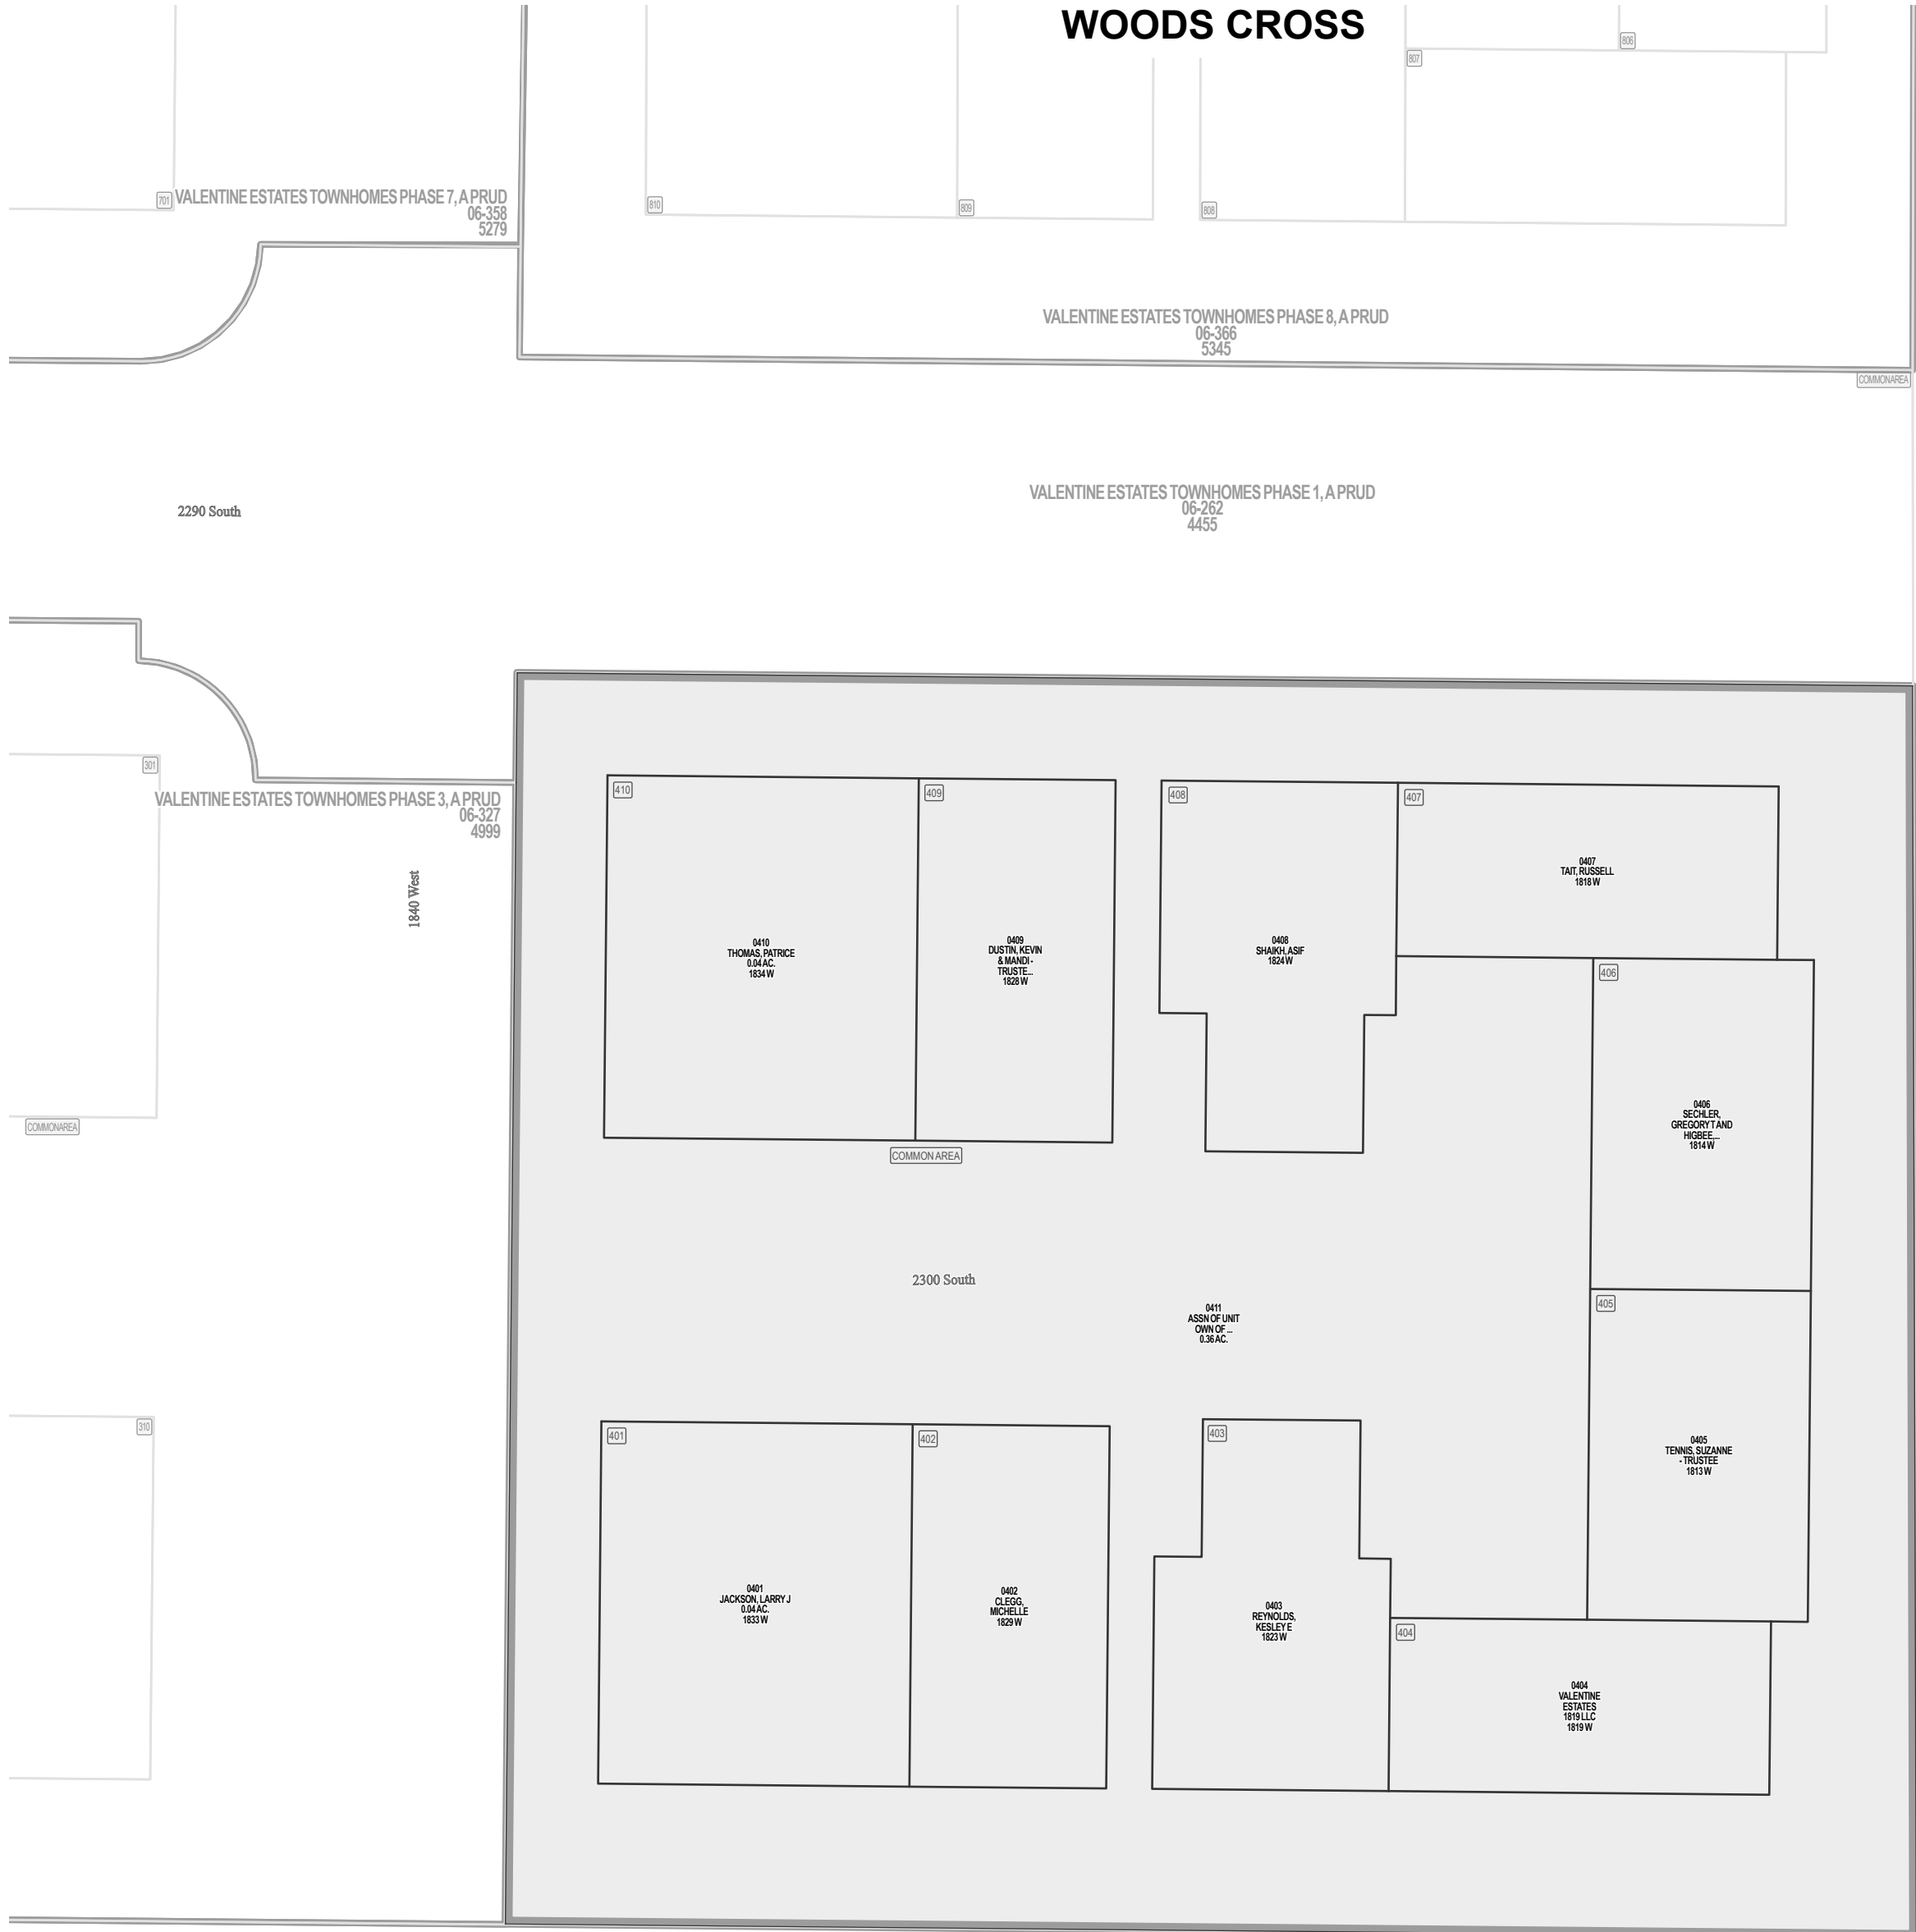 WOODS CROSS
806
807
701
VALENTINE ESTATES TOWNHOMES PHASE 7, A PRUD
06-358
5279
810
809
808
VALENTINE ESTATES TOWNHOMES PHASE 8, A PRUD
06-366
5345
COMMON AREA
VALENTINE ESTATES TOWNHOMES PHASE 1, A PRUD
06-262
4455
2290 South
301
VALENTINE ESTATES TOWNHOMES PHASE 3, A PRUD
06-327
4999
1840 West
COMMON AREA
310
410
0410
THOMAS, PATRICE
0.04 AC.
1834 W
409
0409
DUSTIN, KEVIN
& MANDI -
TRUSTE...
1828 W
408
0408
SHAIKH, ASIF
1824 W
407
0407
TAIT, RUSSELL
1818 W
406
0406
SECHLER,
GREGORY T AND
HIGBEE,...
1814 W
COMMON AREA
2300 South
0411
ASSN OF UNIT
OWN OF ...
0.36 AC.
405
0405
TENNIS, SUZANNE
- TRUSTEE
1813 W
401
0401
JACKSON, LARRY J
0.04 AC.
1833 W
402
0402
CLEGG,
MICHELLE
1829 W
403
0403
REYNOLDS,
KESLEY E
1823 W
404
0404
VALENTINE
ESTATES
1819 LLC
1819 W